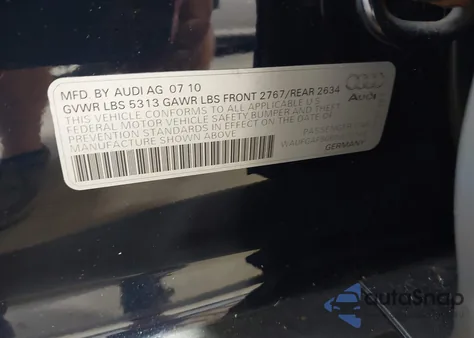 MFD. BY AUDI AG 07 10
GVWR LBS 5313 GAWR LBS FRONT 2767/REAR 2634
THIS VEHICLE CONFORMS TO ALL APPLICABLE U.S.
FEDERAL MOTOR VEHICLE SAFETY BUMPER AND THEFT
PREVENTION STANDARDS IN EFFECT ON THE DATE OF
MANUFACTURE SHOWN ABOVE.
Audi
PASSENGER CAR
GERMANY
autoSnap